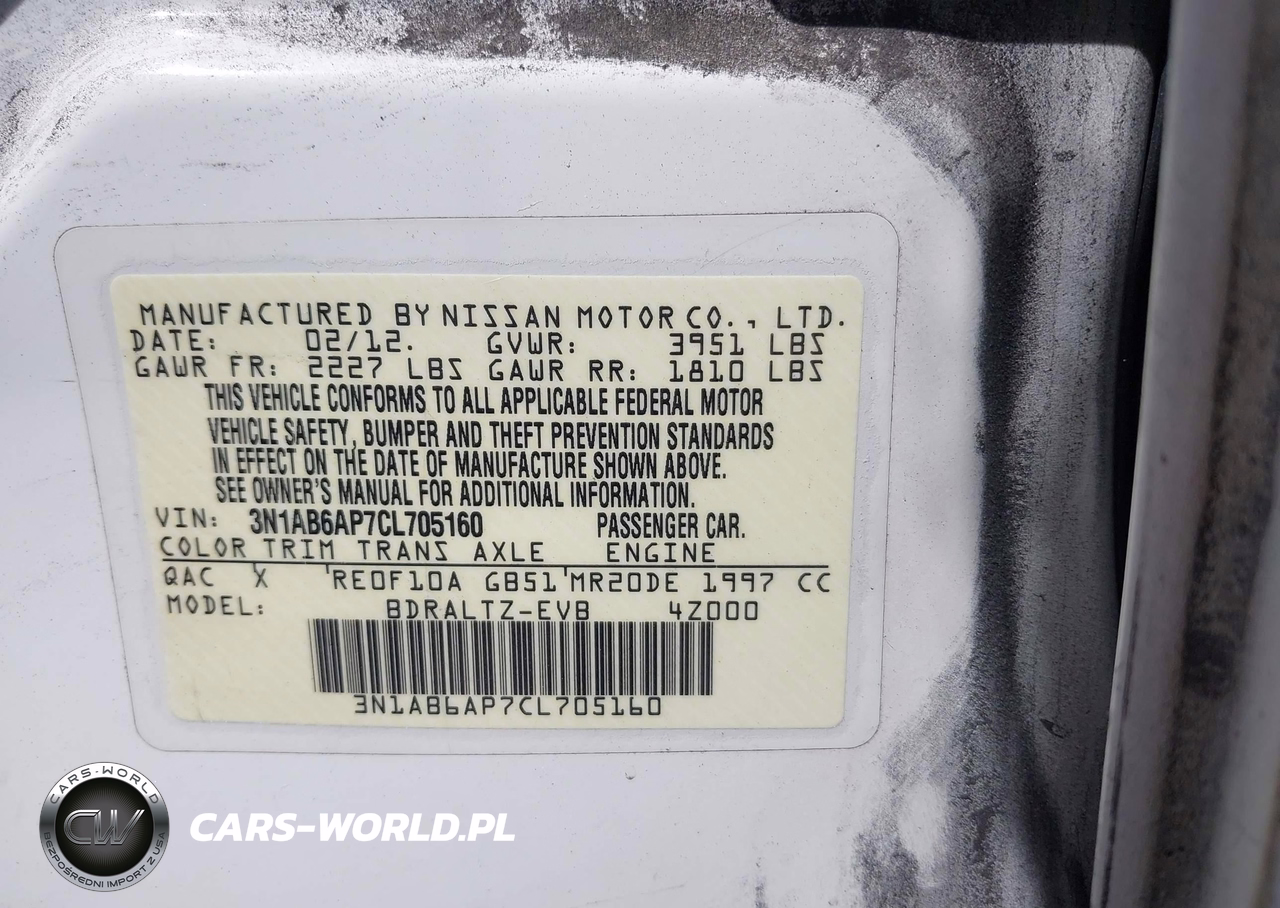 MANUFACTURED BY NISSAN MOTOR CO., LTD.
DATE: 02/12. GVWR: 3951 LBS
GAWR FR: 2227 LBS GAWR RR: 1810 LBS
THIS VEHICLE CONFORMS TO ALL APPLICABLE FEDERAL MOTOR
VEHICLE SAFETY, BUMPER AND THEFT PREVENTION STANDARDS
IN EFFECT ON THE DATE OF MANUFACTURE SHOWN ABOVE.
SEE OWNER'S MANUAL FOR ADDITIONAL INFORMATION.
VIN: 3N1AB6AP7CL705160 PASSENGER CAR.
COLOR TRIM TRANS AXLE ENGINE
QAC X RE0F10A GB51 MR20DE 1997 CC
MODEL: BDRALTZ-EVB 4Z000
3N1AB6AP7CL705160
CARS-WORLD
CW
BEZPOŚREDNI IMPORT Z USA
CARS-WORLD.PL